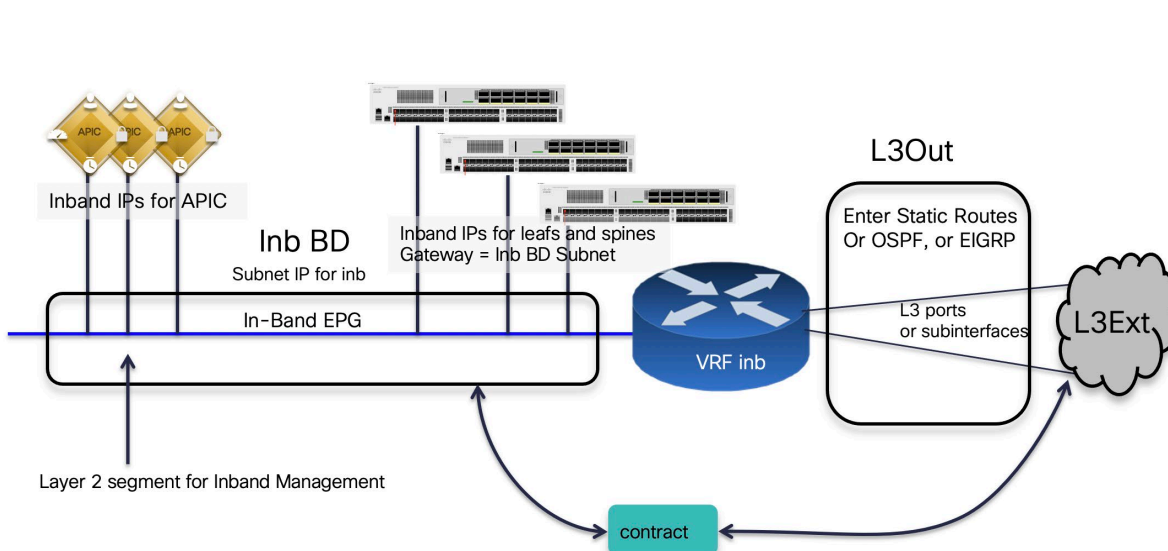 APIC
APIC
APIC
Inband IPs for APIC
Inb BD
Subnet IP for inb
In-Band EPG
Inband IPs for leafs and spines
Gateway = Inb BD Subnet
VRF inb
L3Out
Enter Static Routes
Or OSPF, or EIGRP
L3 ports
or subinterfaces
L3Ext
Layer 2 segment for Inband Management
contract